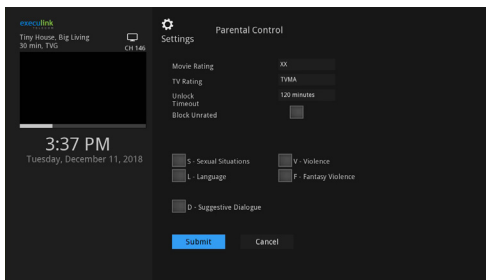 execulink
TELECOM
Tiny House, Big Living
30 min, TVG
CH 146
3:37 PM
Tuesday, December 11, 2018
Settings
Parental Control
Movie Rating XX
TV Rating TVMA
Unlock Timeout 120 minutes
Block Unrated
S - Sexual Situations
V - Violence
L - Language
F - Fantasy Violence
D - Suggestive Dialogue
Submit
Cancel